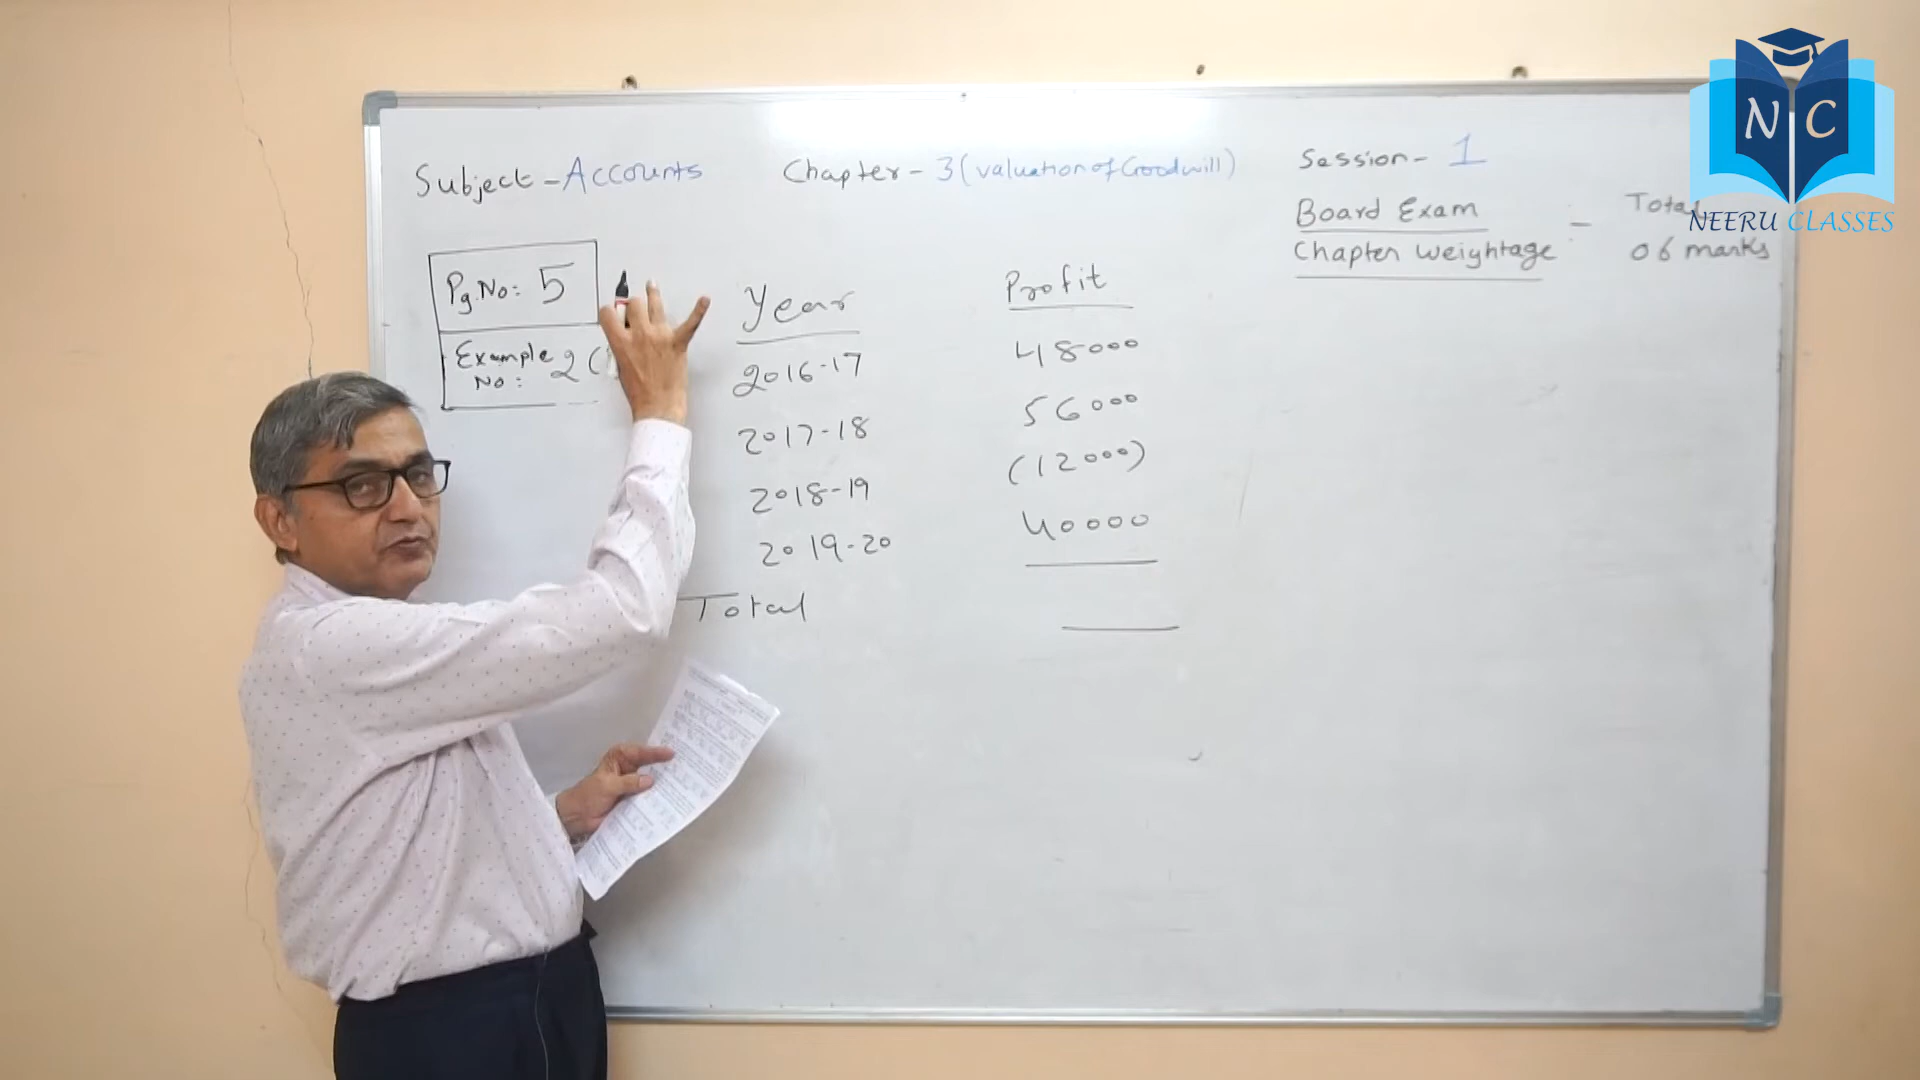 Subject - Accounts Chapter - 3 (valuation of Goodwill) Session - 1
Board Exam
Chapter weightage - Total
06 marks
N C
NEERU CLASSES
Pg.No: 5
Example
No: 2 (
Year Profit
2016-17 48000
2017-18 56000
2018-19 (12000)
2019-20 40000
Total